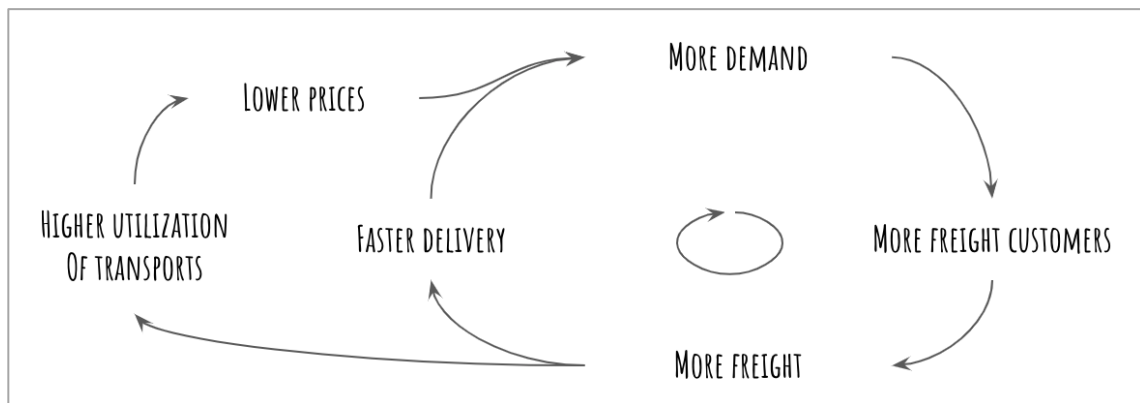 More demand
Lower prices
Higher utilization
Of transports
Faster delivery
More freight customers
More freight